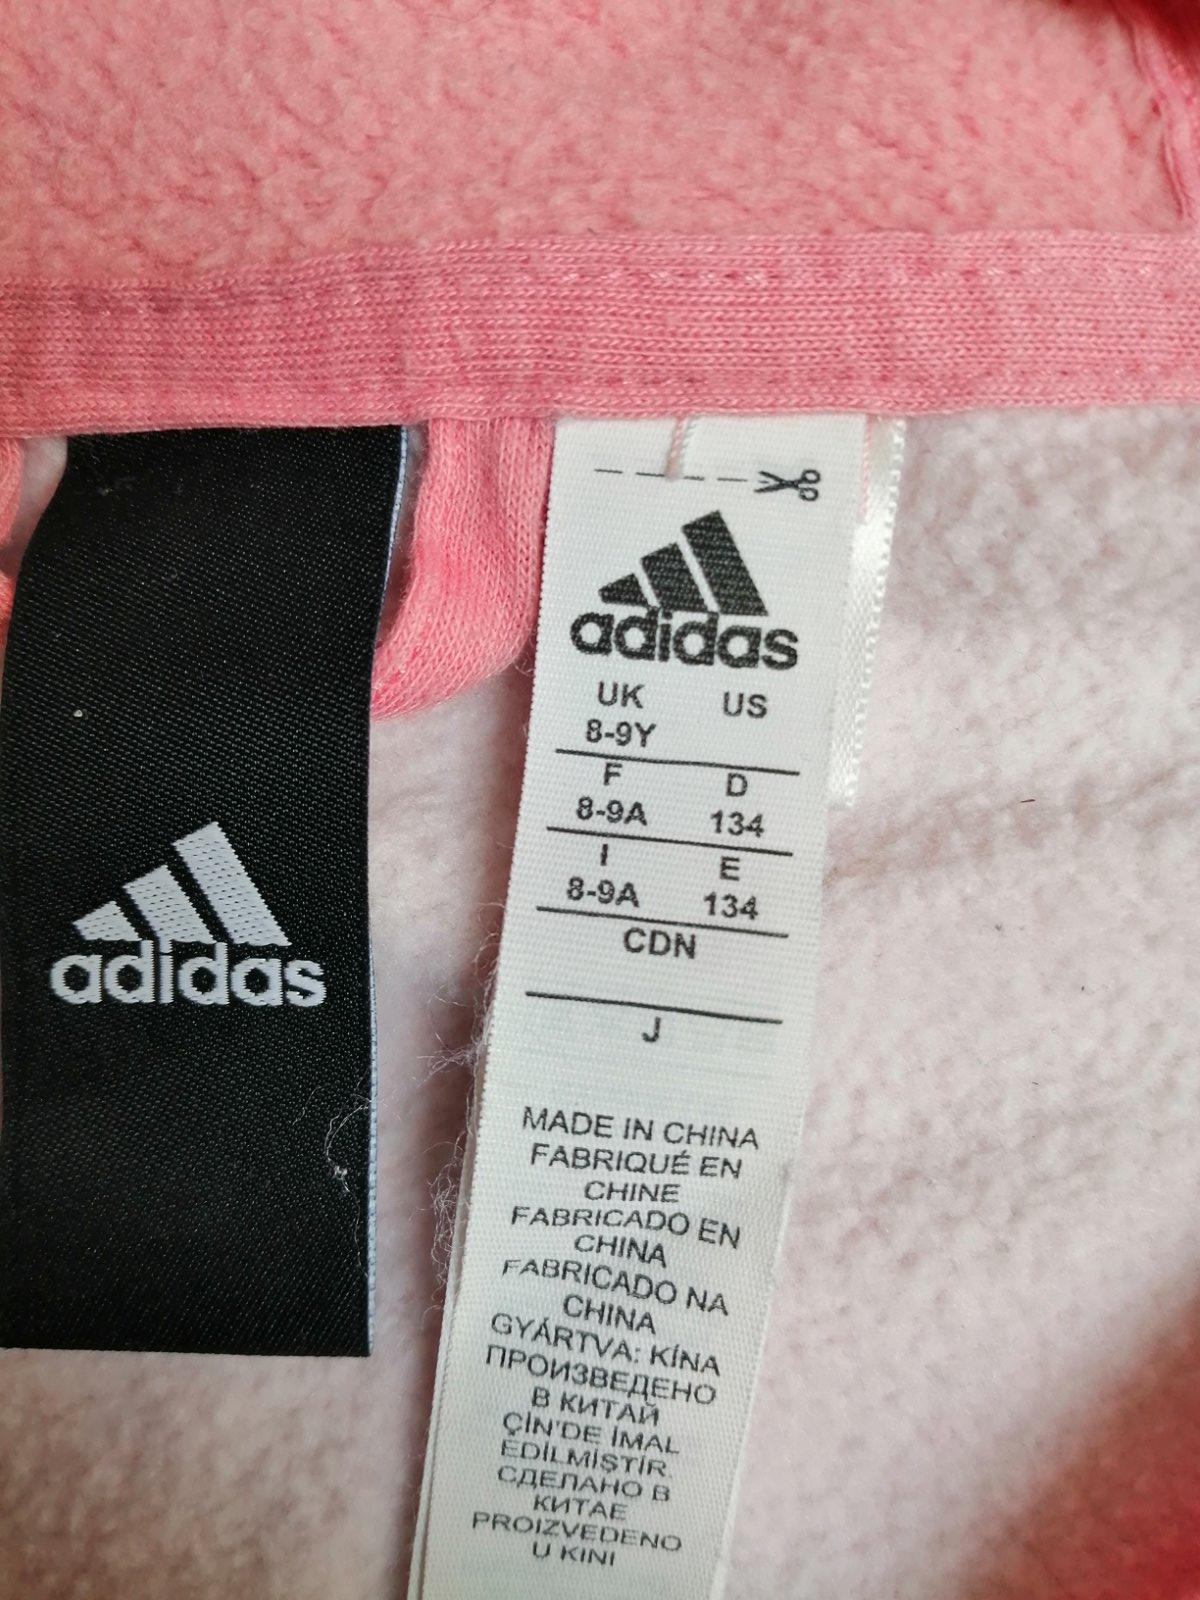 adidas
adidas
UK US
8-9Y
F D
8-9A 134
I E
8-9A 134
CDN
J
MADE IN CHINA
FABRIQUÉ EN
CHINE
FABRICADO EN
CHINA
FABRICADO NA
CHINA
GYÁRTVA: KÍNA
ПРОИЗВЕДЕНО
В КИТАЙ
ÇİN'DE İMAL
EDİLMİŞTİR.
СДЕЛАНО В
КИТАЕ
PROIZVEDENO
U KINI